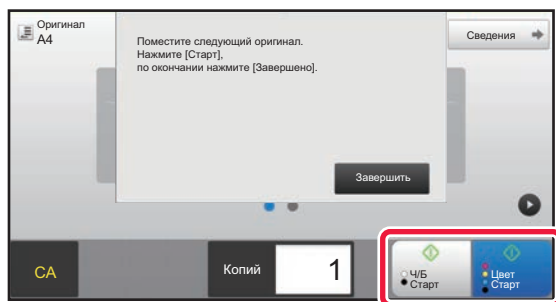 Оригинал
A4
Поместите следующий оригинал.
Нажмите [Старт],
по окончании нажмите [Завершено].
Сведения
Завершить
CA
Копий
1
Ч/Б
Старт
Цвет
Старт